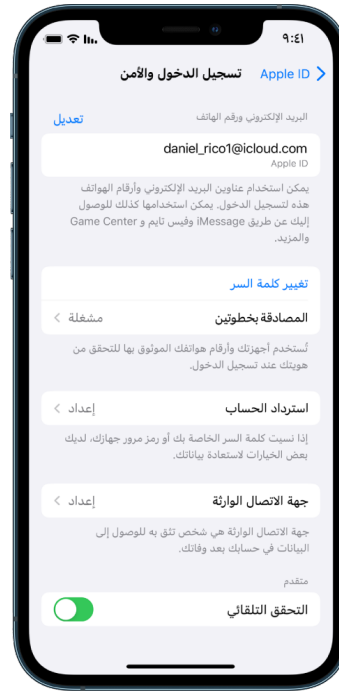 ٩:٤١
Apple ID
تسجيل الدخول والأمن
البريد الإلكتروني ورقم الهاتف
تعديل
daniel_rico1@icloud.com
Apple ID
يمكن استخدام عناوين البريد الإلكتروني وأرقام الهواتف
هذه لتسجيل الدخول. يمكن استخدامها كذلك للوصول
إليك عن طريق iMessage وفيس تايم و Game Center
والمزيد.
تغيير كلمة السر
المصادقة بخطوتين
مشغلة
تُستخدم أجهزتك وأرقام هواتفك الموثوق بها للتحقق من
هويتك عند تسجيل الدخول.
استرداد الحساب
إعداد
إذا نسيت كلمة السر الخاصة بك أو رمز مرور جهازك، لديك
بعض الخيارات لاستعادة بياناتك.
جهة الاتصال الوارثة
إعداد
جهة الاتصال الوارثة هي شخص تثق به للوصول إلى
البيانات في حسابك بعد وفاتك.
متقدم
التحقق التلقائي